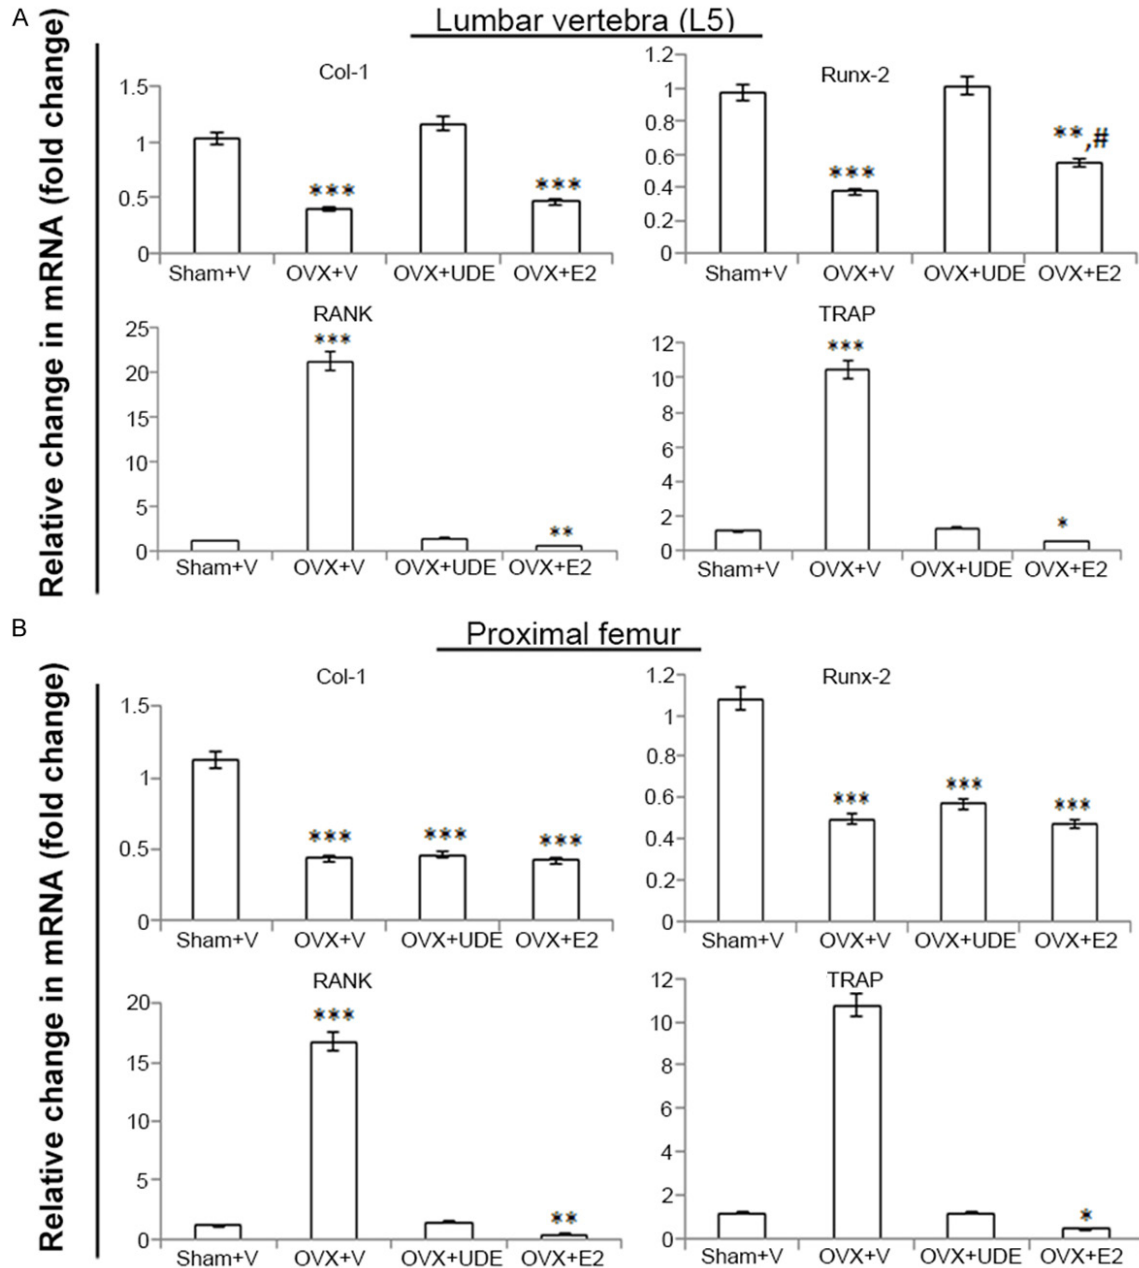 A
Lumbar vertebra (L5)
Relative change in mRNA (fold change)
Col-1
1.5
1
0.5
0
***
***
Sham+V OVX+V OVX+UDE OVX+E2
Runx-2
1.2
1
0.8
0.6
0.4
0.2
0
***
**,#
Sham+V OVX+V OVX+UDE OVX+E2
RANK
25
20
15
10
5
0
***
**
Sham+V OVX+V OVX+UDE OVX+E2
TRAP
12
10
8
6
4
2
0
***
*
Sham+V OVX+V OVX+UDE OVX+E2
B
Proximal femur
Relative change in mRNA (fold change)
Col-1
1.5
1
0.5
0
***
***
***
Sham+V OVX+V OVX+UDE OVX+E2
Runx-2
1.2
1
0.8
0.6
0.4
0.2
0
***
***
***
Sham+V OVX+V OVX+UDE OVX+E2
RANK
20
15
10
5
0
***
**
Sham+V OVX+V OVX+UDE OVX+E2
TRAP
12
10
8
6
4
2
0
*
Sham+V OVX+V OVX+UDE OVX+E2